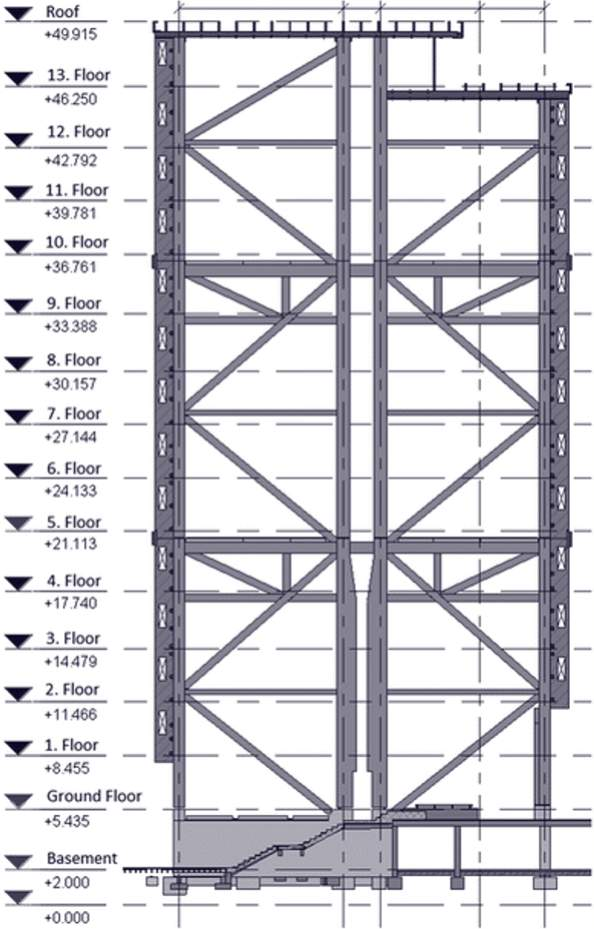 Roof
+49.915
13. Floor
+46.250
12. Floor
+42.792
11. Floor
+39.781
10. Floor
+36.761
9. Floor
+33.388
8. Floor
+30.157
7. Floor
+27.144
6. Floor
+24.133
5. Floor
+21.113
4. Floor
+17.740
3. Floor
+14.479
2. Floor
+11.466
1. Floor
+8.455
Ground Floor
+5.435
Basement
+2.000
+0.000